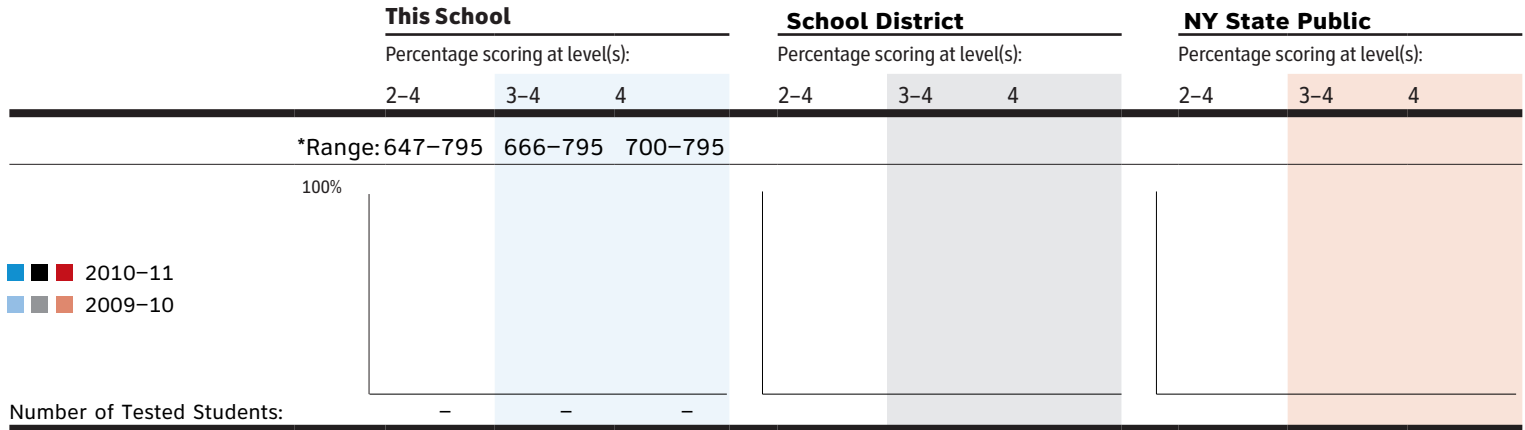 This School School District NY State Public
Percentage scoring at level(s): Percentage scoring at level(s): Percentage scoring at level(s):
2–4 3–4 4 2–4 3–4 4 2–4 3–4 4
*Range: 647–795 666–795 700–795
100%
2010–11
2009–10
Number of Tested Students: – – –